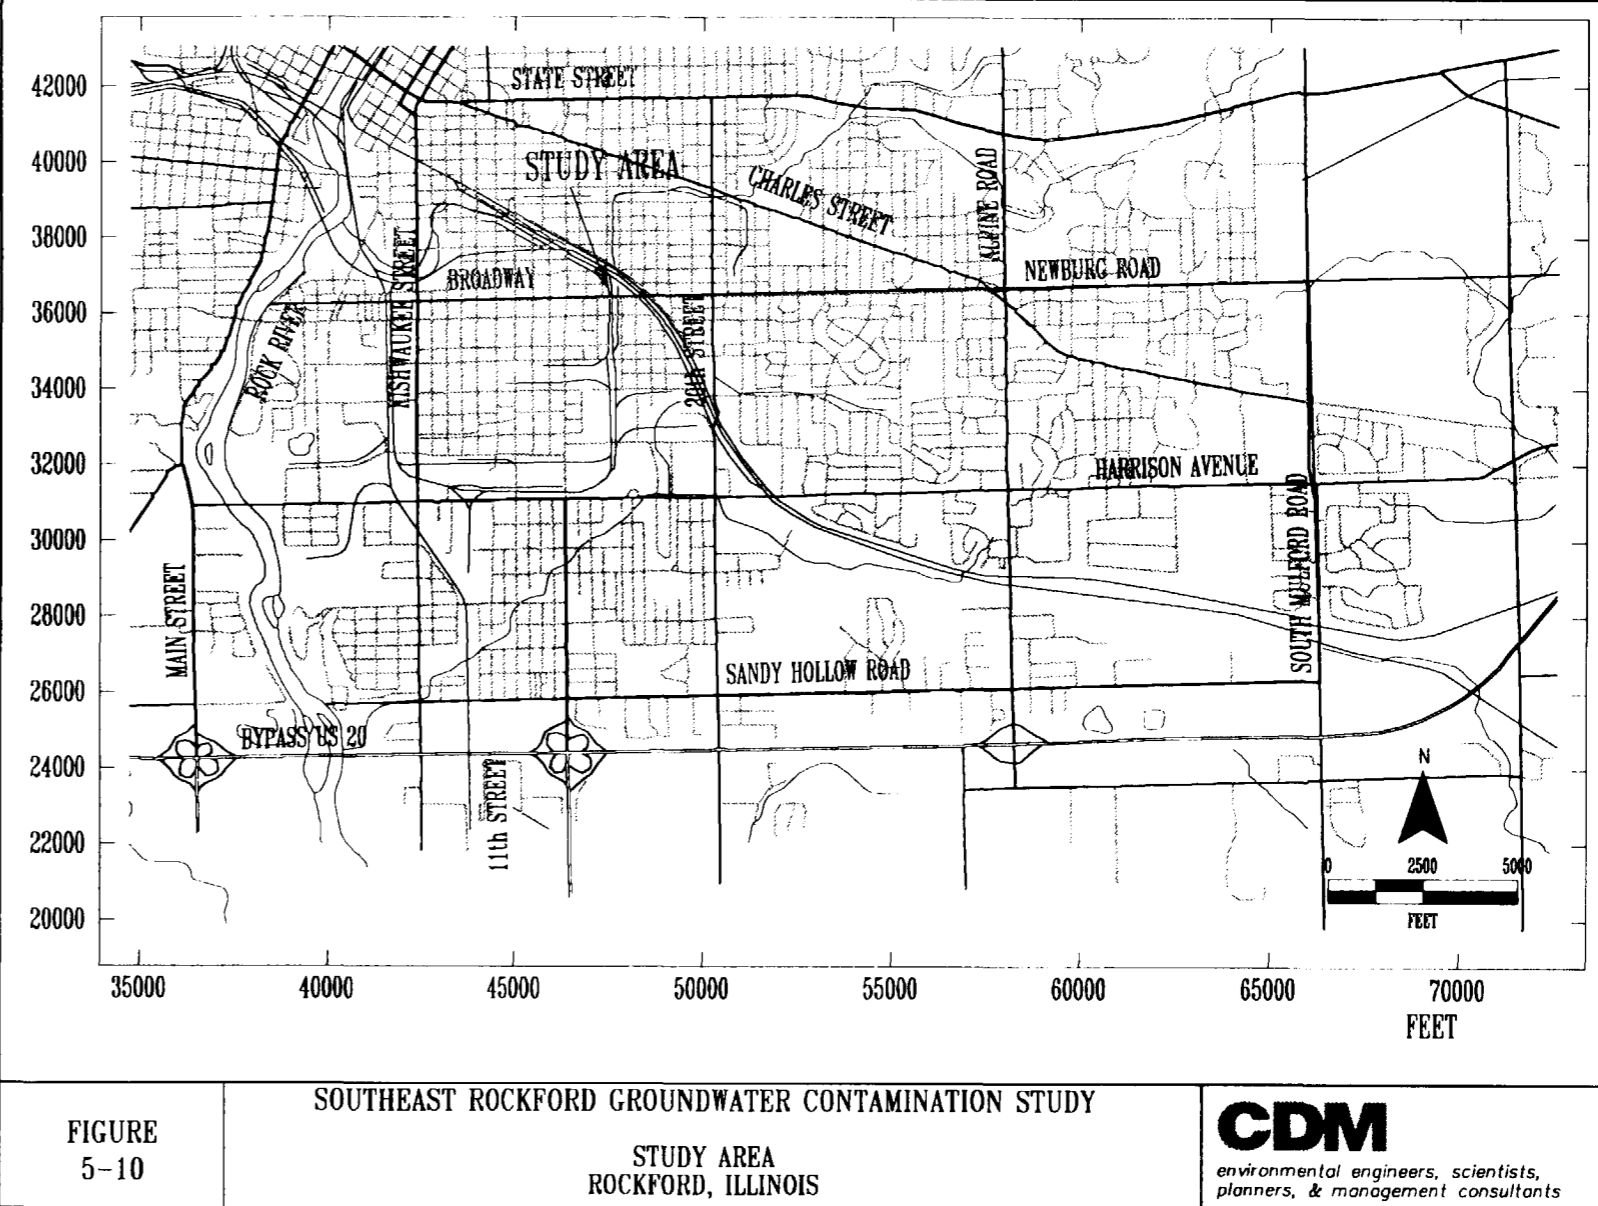 42000
40000
38000
36000
34000
32000
30000
28000
26000
24000
22000
20000
STATE STREET
STUDY AREA
CHARLES STREET
ALPINE ROAD
NEWBURG ROAD
BROADWAY
KISHWAUKEE STREET
ROCK RIVER
20th STREET
HARRISON AVENUE
SOUTH MULFORD ROAD
MAIN STREET
SANDY HOLLOW ROAD
BYPASS US 20
11th STREET
N
0 2500 5000
FEET
35000 40000 45000 50000 55000 60000 65000 70000
FEET
FIGURE
5-10
SOUTHEAST ROCKFORD GROUNDWATER CONTAMINATION STUDY
STUDY AREA
ROCKFORD, ILLINOIS
CDM
environmental engineers, scientists,
planners, & management consultants